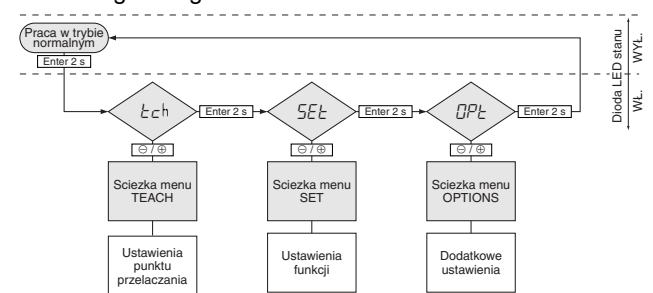 Praca w trybie
normalnym
Enter 2 s
tch
Enter 2 s
SEt
Enter 2 s
OPt
Enter 2 s
⊖ / ⊕
⊖ / ⊕
⊖ / ⊕
Sciezka menu
TEACH
Sciezka menu
SET
Sciezka menu
OPTIONS
Ustawienia
punktu
przelaczania
Ustawienia
funkcji
Dodatkowe
ustawienia
Dioda LED stanu
WYŁ.
WŁ.